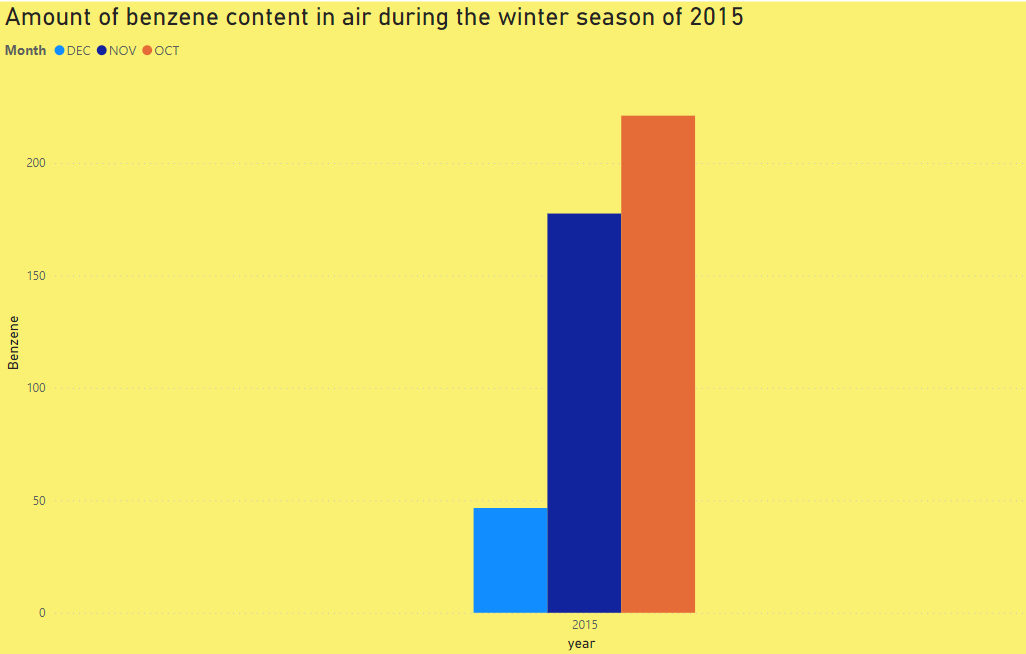 Amount of benzene content in air during the winter season of 2015
Month DEC NOV OCT
200
150
100
50
0
Benzene
2015
year